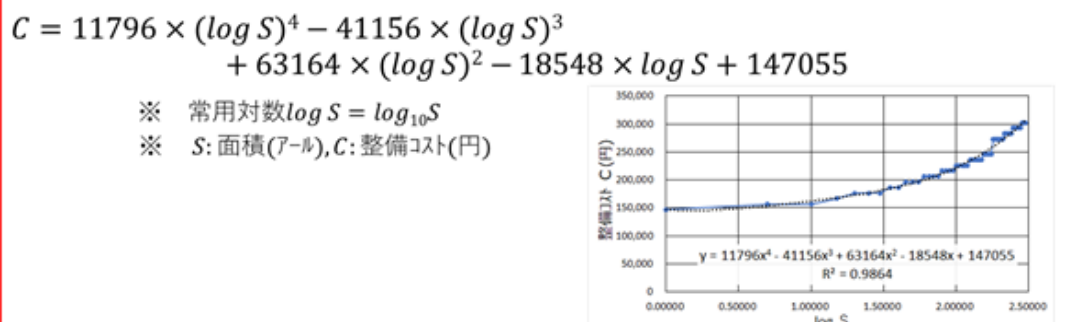 C = 11796 × (log S)⁴ − 41156 × (log S)³
+ 63164 × (log S)² − 18548 × log S + 147055
※ 常用対数log S = log₁₀S
※ S: 面積(アール), C: 整備コスト(円)
350,000
300,000
250,000
200,000
150,000
100,000
50,000
0
整備コスト C(円)
y = 11796x⁴ - 41156x³ + 63164x² - 18548x + 147055
R² = 0.9864
0.00000 0.50000 1.00000 1.50000 2.00000 2.50000
log S